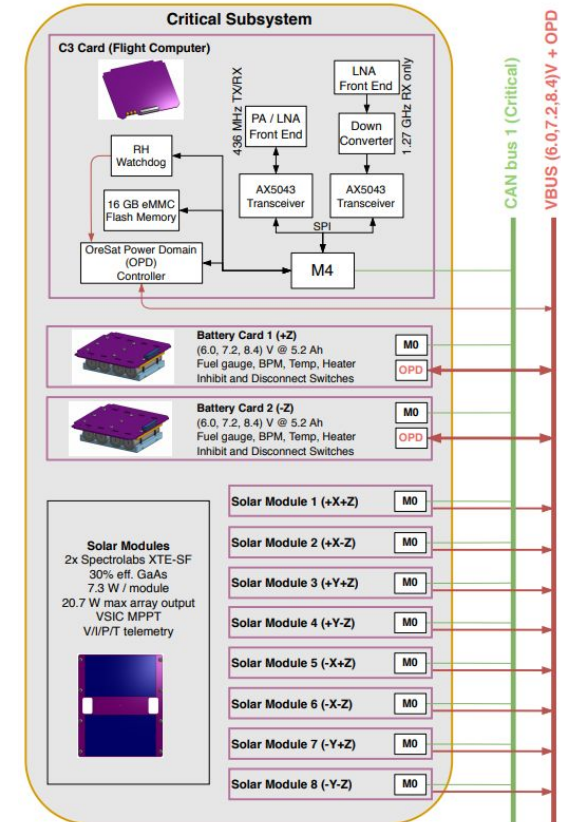 Critical Subsystem
C3 Card (Flight Computer)
436 MHz TX/RX
PA / LNA
Front End
LNA
Front End
1.27 GHz RX only
Down
Converter
RH
Watchdog
AX5043
Transceiver
AX5043
Transceiver
16 GB eMMC
Flash Memory
SPI
OreSat Power Domain
(OPD)
Controller
M4
Battery Card 1 (+Z)
(6.0, 7.2, 8.4) V @ 5.2 Ah
Fuel gauge, BPM, Temp, Heater
Inhibit and Disconnect Switches
M0
OPD
Battery Card 2 (-Z)
(6.0, 7.2, 8.4) V @ 5.2 Ah
Fuel gauge, BPM, Temp, Heater
Inhibit and Disconnect Switches
M0
OPD
Solar Modules
2x Spectrolabs XTE-SF
30% eff. GaAs
7.3 W / module
20.7 W max array output
VSIC MPPT
V/I/P/T telemetry
Solar Module 1 (+X+Z) M0
Solar Module 2 (+X-Z) M0
Solar Module 3 (+Y+Z) M0
Solar Module 4 (+Y-Z) M0
Solar Module 5 (-X+Z) M0
Solar Module 6 (-X-Z) M0
Solar Module 7 (-Y+Z) M0
Solar Module 8 (-Y-Z) M0
CAN bus 1 (Critical)
VBUS (6.0,7.2,8.4)V + OPD